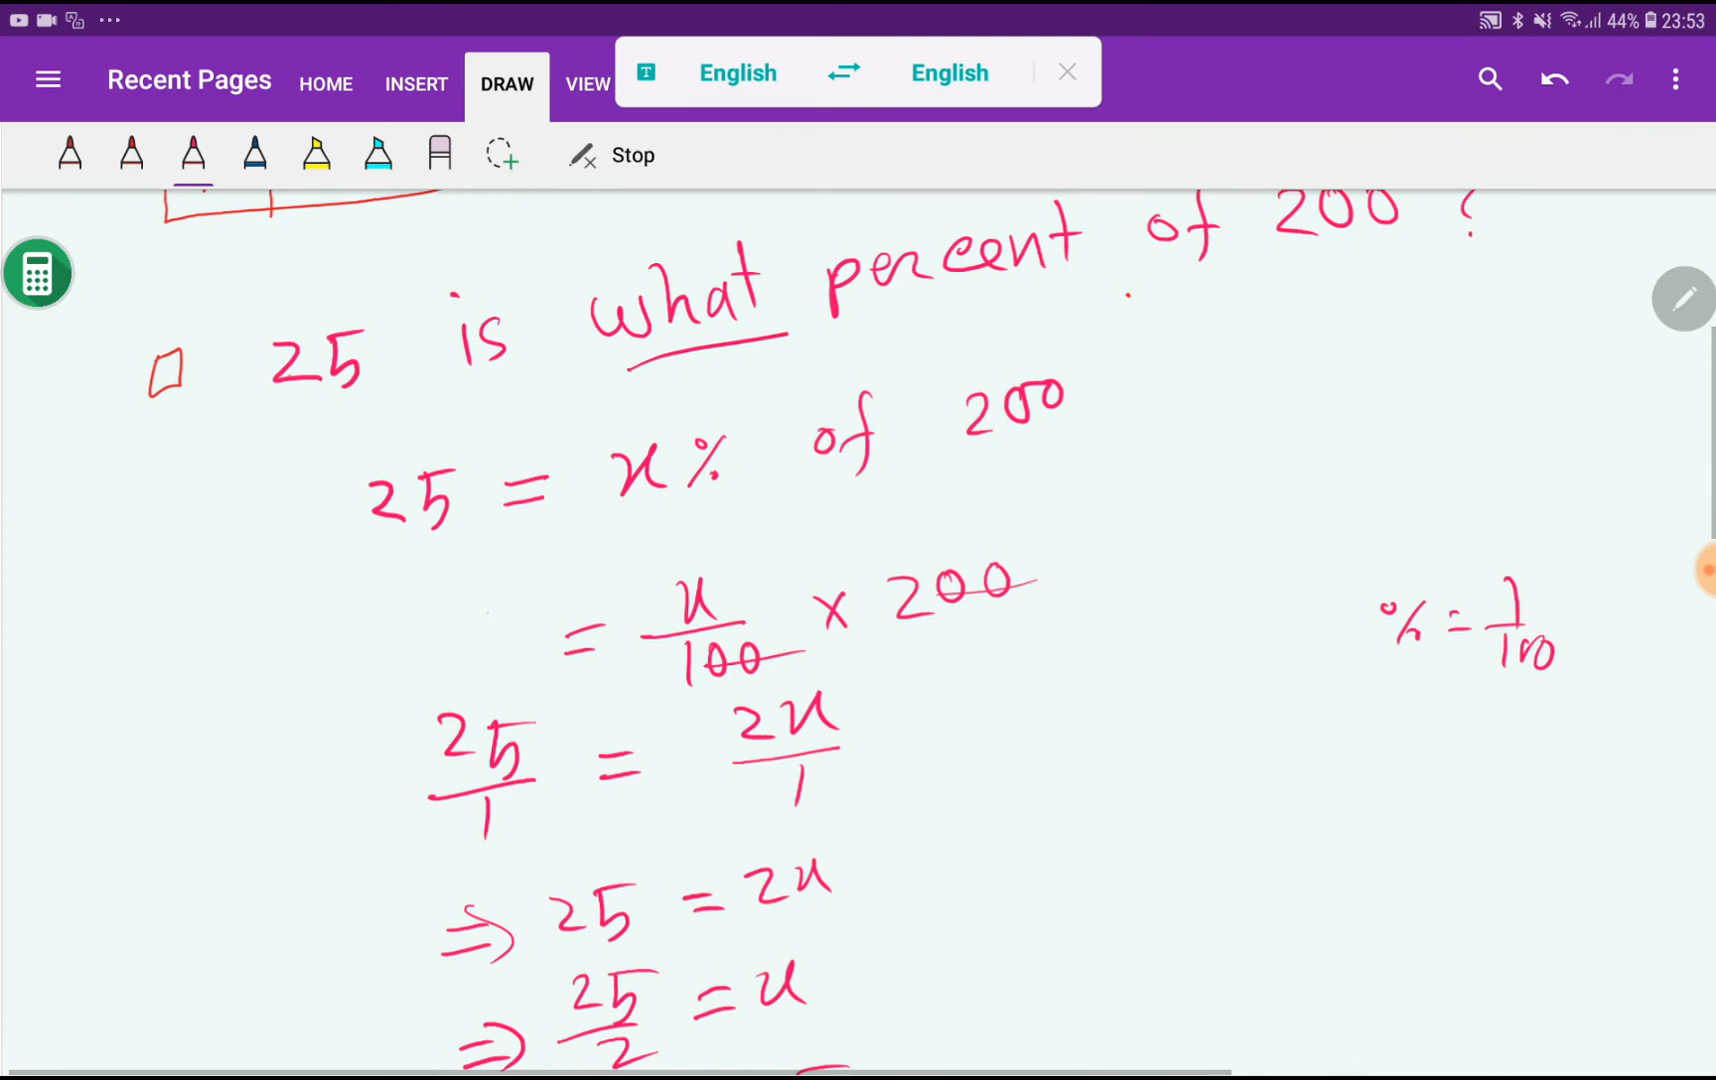 44% 23:53
Recent Pages HOME INSERT DRAW VIEW English English
Stop
25 is what percent of 200 ?
25 = x% of 200
= x/100 × 200
% = 1/100
25/1 = 2x/1
⇒ 25 = 2x
⇒ 25/2 = x